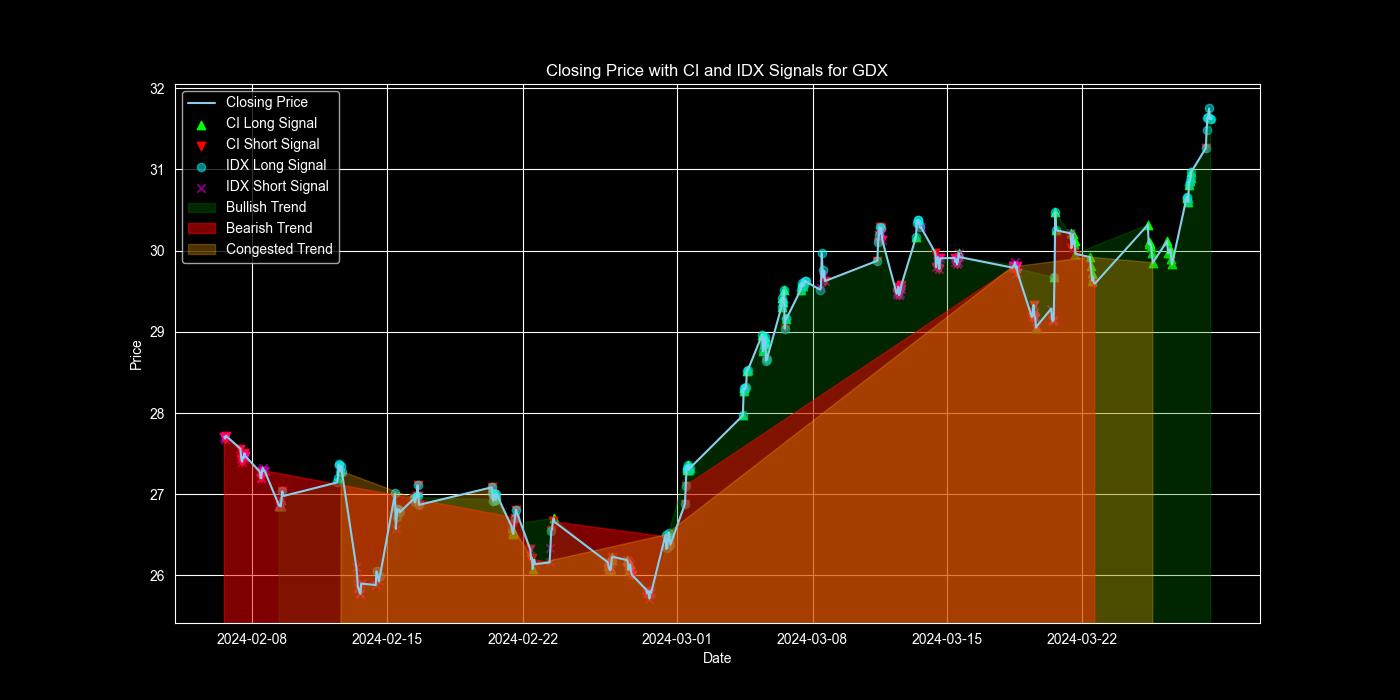 Closing Price with CI and IDX Signals for GDX
Closing Price
CI Long Signal
CI Short Signal
IDX Long Signal
IDX Short Signal
Bullish Trend
Bearish Trend
Congested Trend
32
31
30
29
28
27
26
Price
2024-02-08
2024-02-15
2024-02-22
2024-03-01
2024-03-08
2024-03-15
2024-03-22
Date